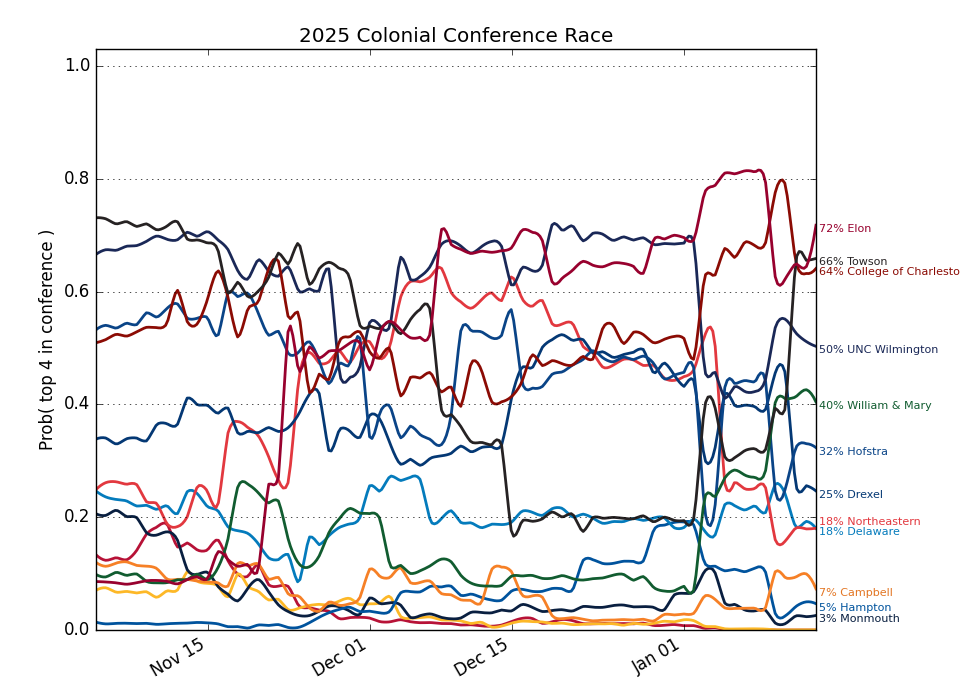 2025 Colonial Conference Race
Prob( top 4 in conference )
1.0
0.8
0.6
0.4
0.2
0.0
Nov 15
Dec 01
Dec 15
Jan 01
72% Elon
66% Towson
64% College of Charlesto
50% UNC Wilmington
40% William & Mary
32% Hofstra
25% Drexel
18% Northeastern
18% Delaware
7% Campbell
5% Hampton
3% Monmouth